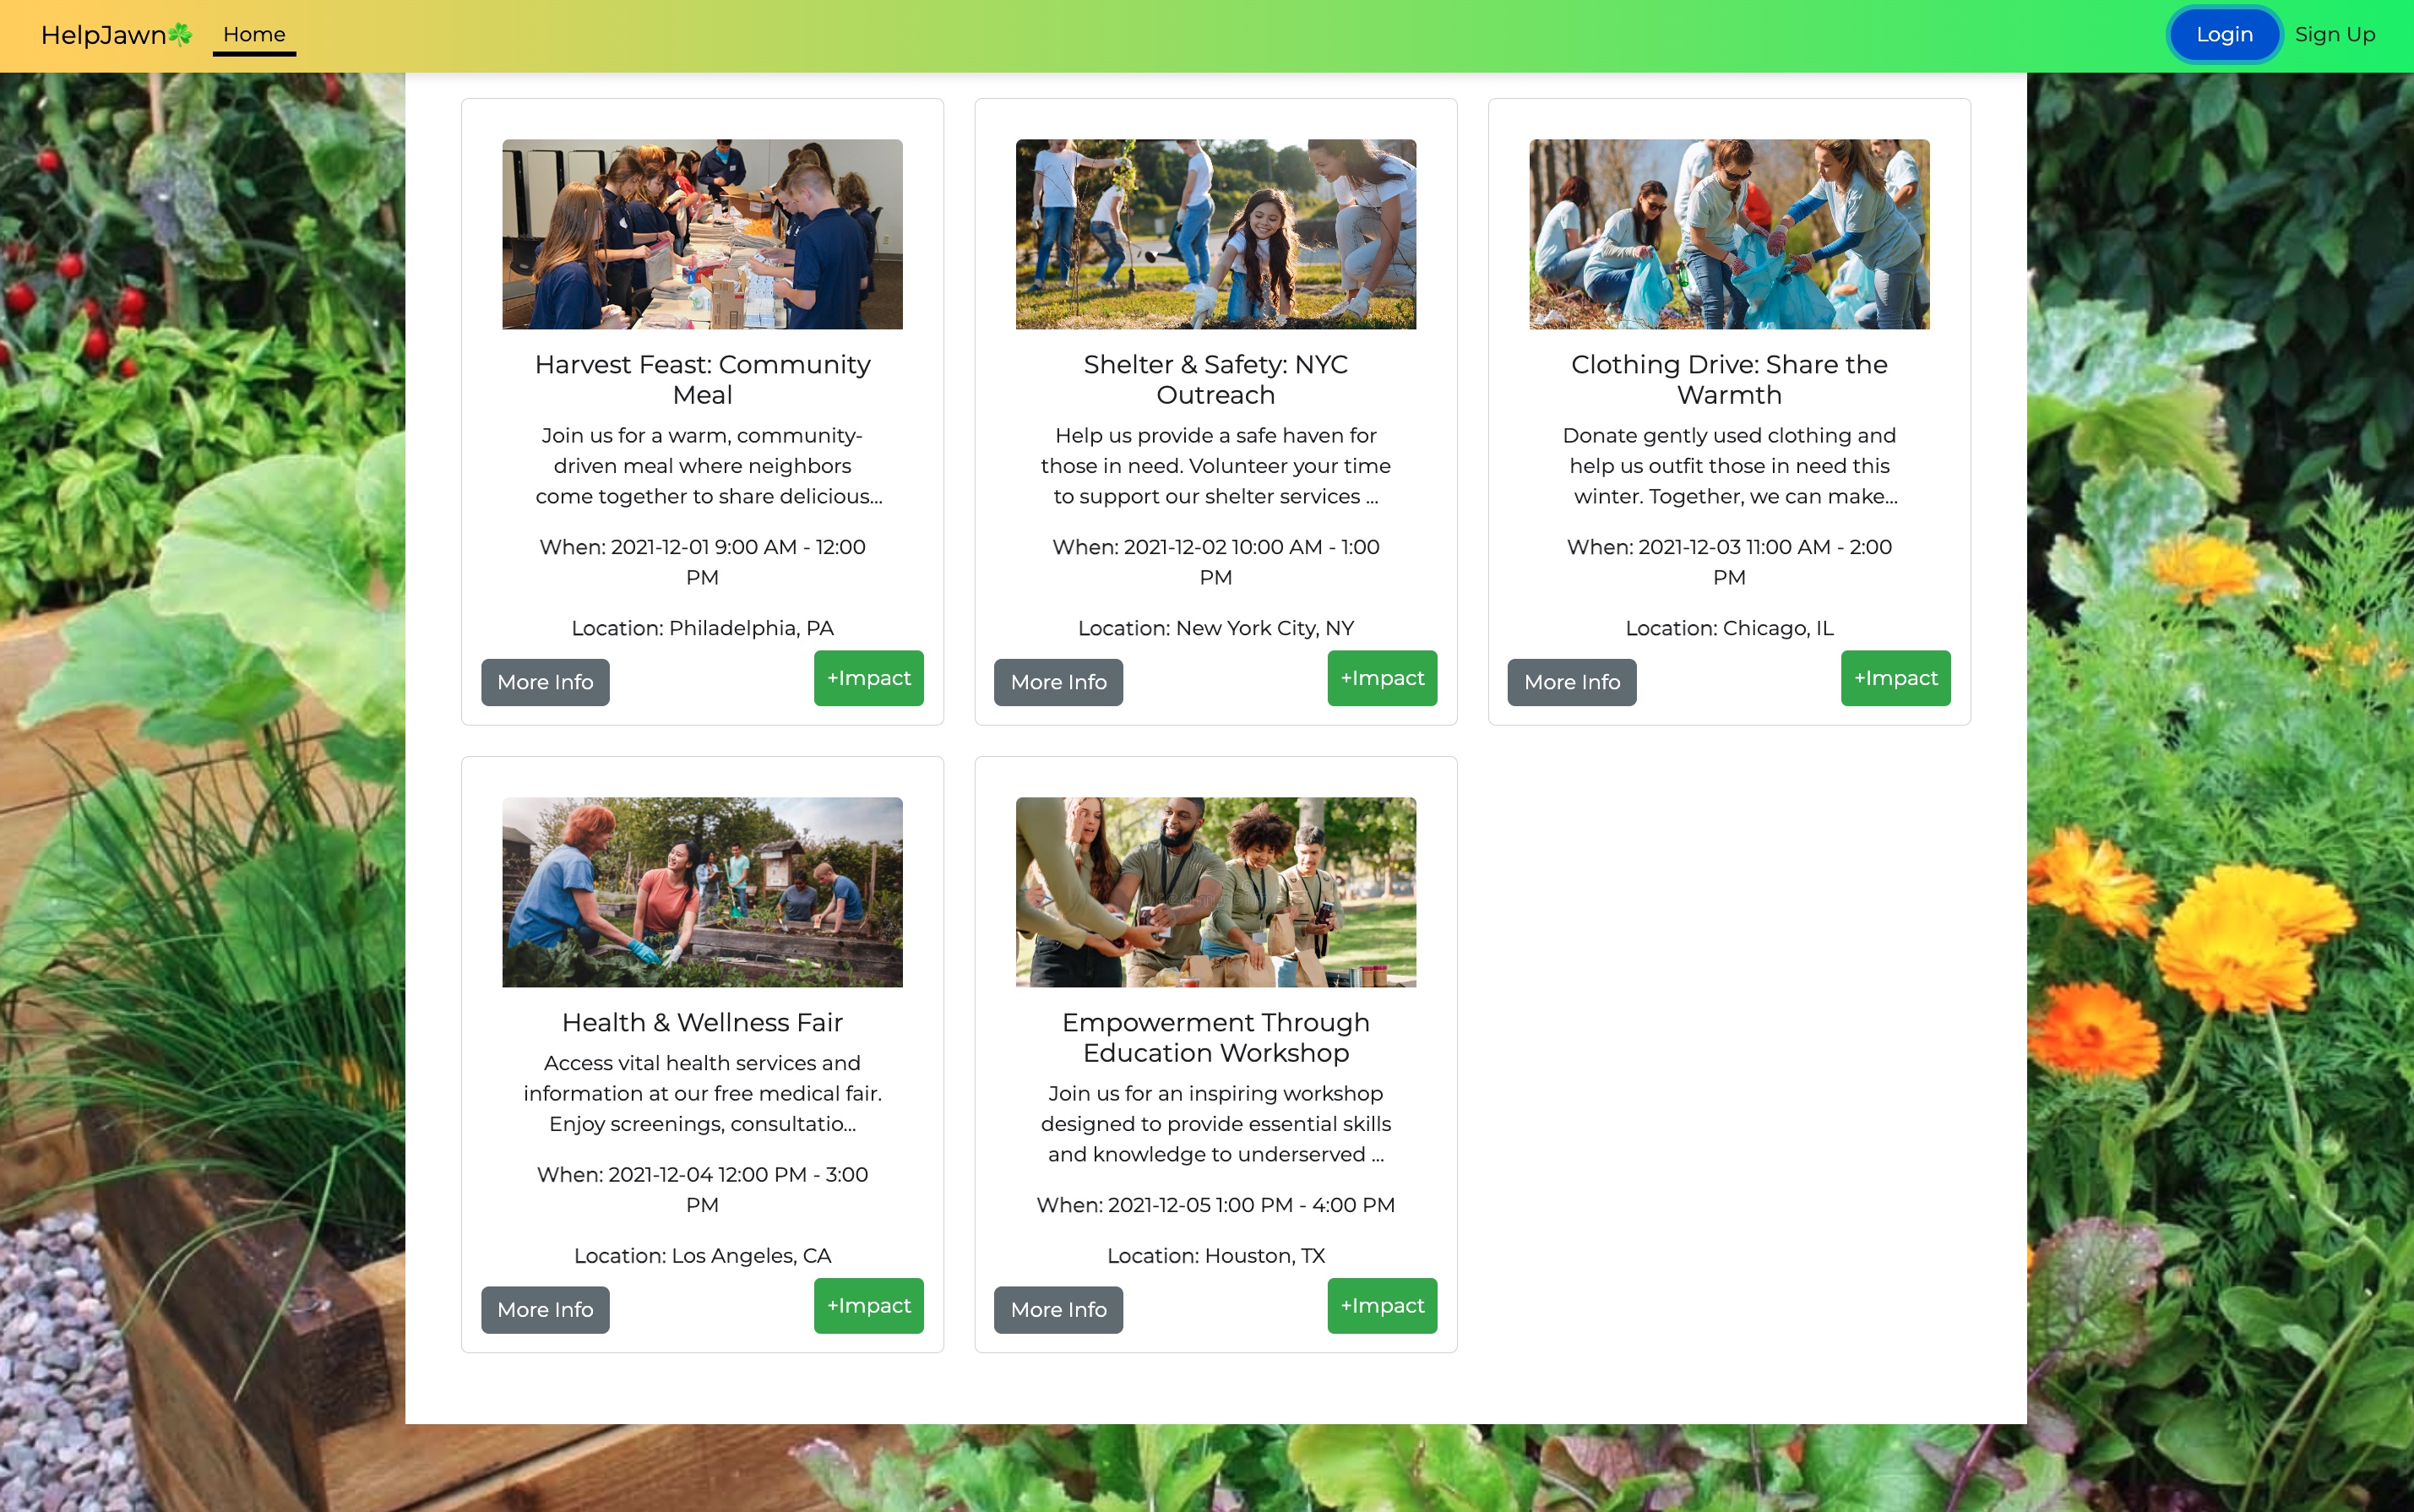 HelpJawn☘️ Home Login Sign Up
Harvest Feast: Community
Meal
Join us for a warm, community-
driven meal where neighbors
come together to share delicious...
When: 2021-12-01 9:00 AM - 12:00
PM
Location: Philadelphia, PA
More Info +Impact
Shelter & Safety: NYC
Outreach
Help us provide a safe haven for
those in need. Volunteer your time
to support our shelter services ...
When: 2021-12-02 10:00 AM - 1:00
PM
Location: New York City, NY
More Info +Impact
Clothing Drive: Share the
Warmth
Donate gently used clothing and
help us outfit those in need this
winter. Together, we can make...
When: 2021-12-03 11:00 AM - 2:00
PM
Location: Chicago, IL
More Info +Impact
Health & Wellness Fair
Access vital health services and
information at our free medical fair.
Enjoy screenings, consultatio...
When: 2021-12-04 12:00 PM - 3:00
PM
Location: Los Angeles, CA
More Info +Impact
Empowerment Through
Education Workshop
Join us for an inspiring workshop
designed to provide essential skills
and knowledge to underserved ...
When: 2021-12-05 1:00 PM - 4:00 PM
Location: Houston, TX
More Info +Impact